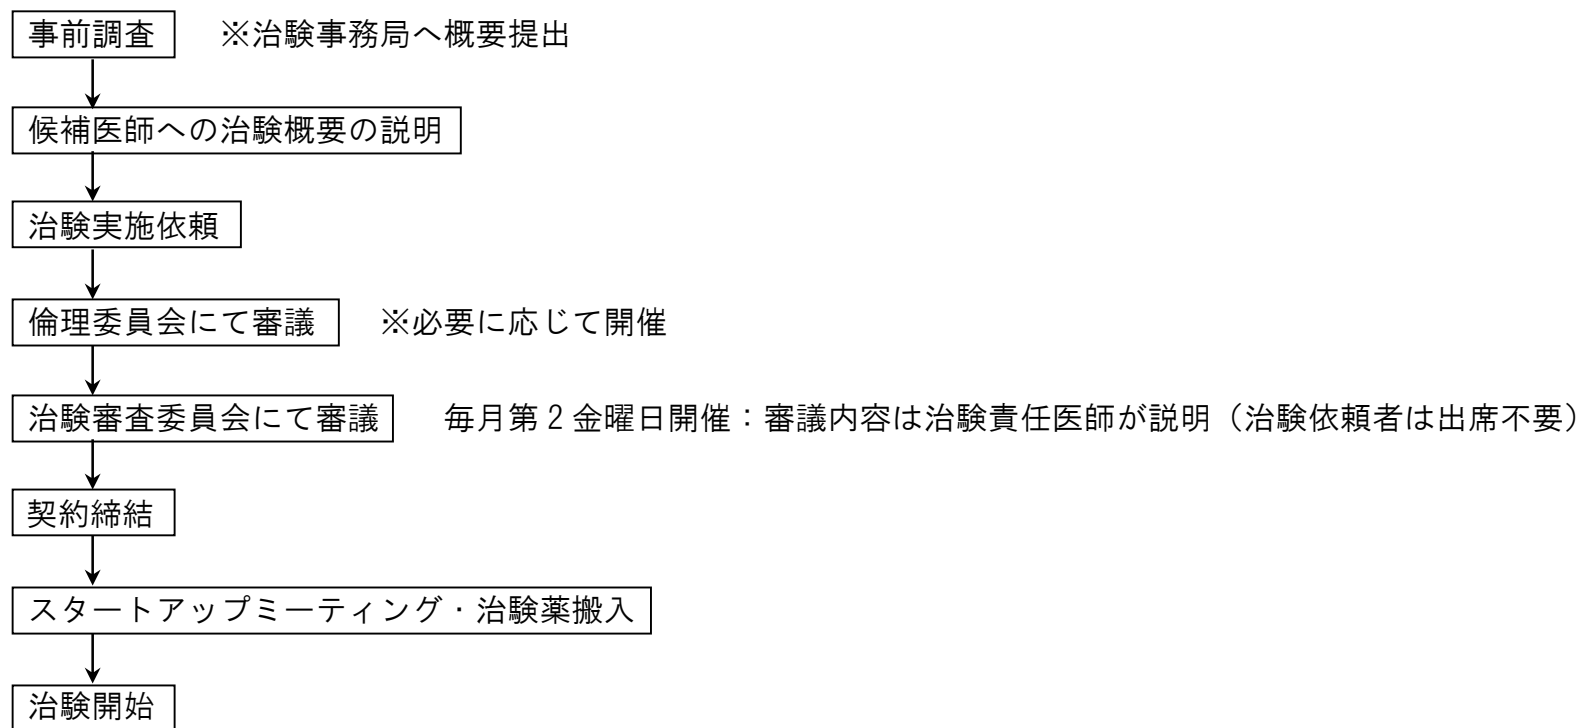 事前調査 ※治験事務局へ概要提出
候補医師への治験概要の説明
治験実施依頼
倫理委員会にて審議 ※必要に応じて開催
治験審査委員会にて審議 毎月第2金曜日開催：審議内容は治験責任医師が説明（治験依頼者は出席不要）
契約締結
スタートアップミーティング・治験薬搬入
治験開始